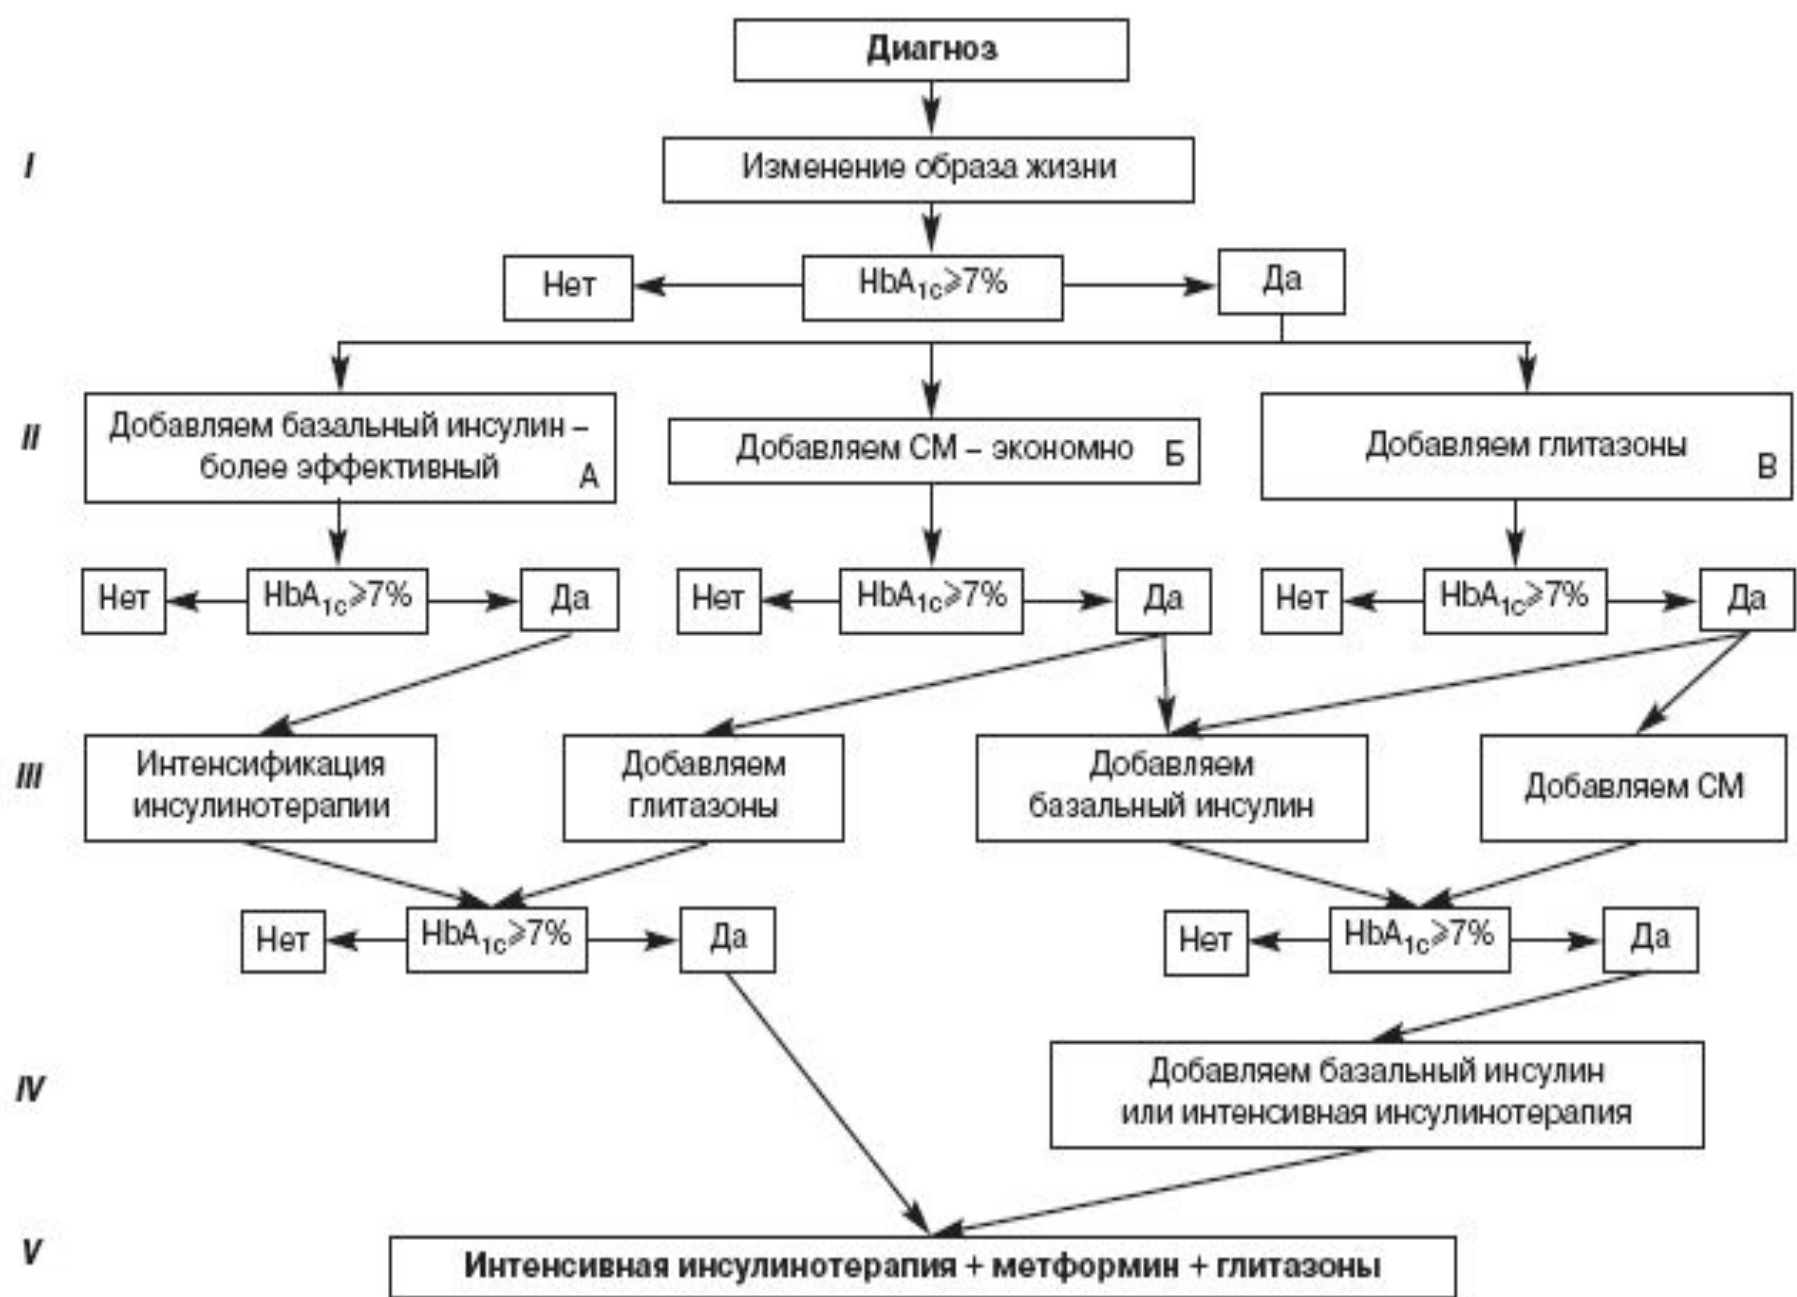 Диагноз
I
Изменение образа жизни
Нет
HbA1c⩾7%
Да
II
Добавляем базальный инсулин –
более эффективный
А
Добавляем СМ – экономно
Б
Добавляем глитазоны
В
Нет
HbA1c⩾7%
Да
Нет
HbA1c⩾7%
Да
Нет
HbA1c⩾7%
Да
III
Интенсификация
инсулинотерапии
Добавляем
глитазоны
Добавляем
базальный инсулин
Добавляем СМ
Нет
HbA1c⩾7%
Да
Нет
HbA1c⩾7%
Да
IV
Добавляем базальный инсулин
или интенсивная инсулинотерапия
V
Интенсивная инсулинотерапия + метформин + глитазоны